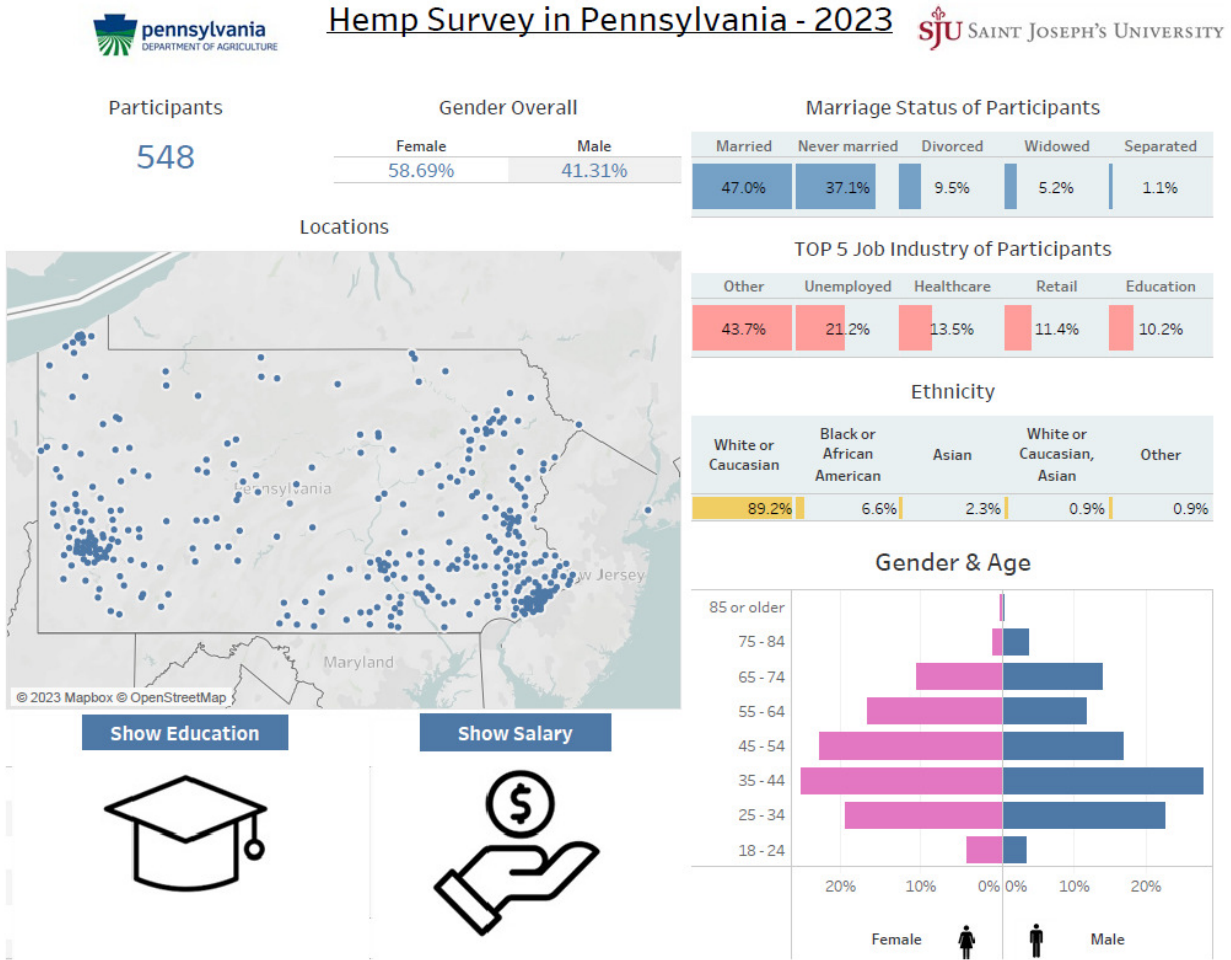 pennsylvania
DEPARTMENT OF AGRICULTURE
Hemp Survey in Pennsylvania - 2023
SJU SAINT JOSEPH'S UNIVERSITY
Participants
548
Gender Overall
Female Male
58.69% 41.31%
Marriage Status of Participants
Married Never married Divorced Widowed Separated
47.0% 37.1% 9.5% 5.2% 1.1%
Locations
Pennsylvania
New Jersey
Maryland
© 2023 Mapbox © OpenStreetMap
TOP 5 Job Industry of Participants
Other Unemployed Healthcare Retail Education
43.7% 21.2% 13.5% 11.4% 10.2%
Ethnicity
White or Caucasian Black or African American Asian White or Caucasian, Asian Other
89.2% 6.6% 2.3% 0.9% 0.9%
Show Education
Show Salary
$
Gender & Age
85 or older
75 - 84
65 - 74
55 - 64
45 - 54
35 - 44
25 - 34
18 - 24
20% 10% 0% 0% 10% 20%
Female Male